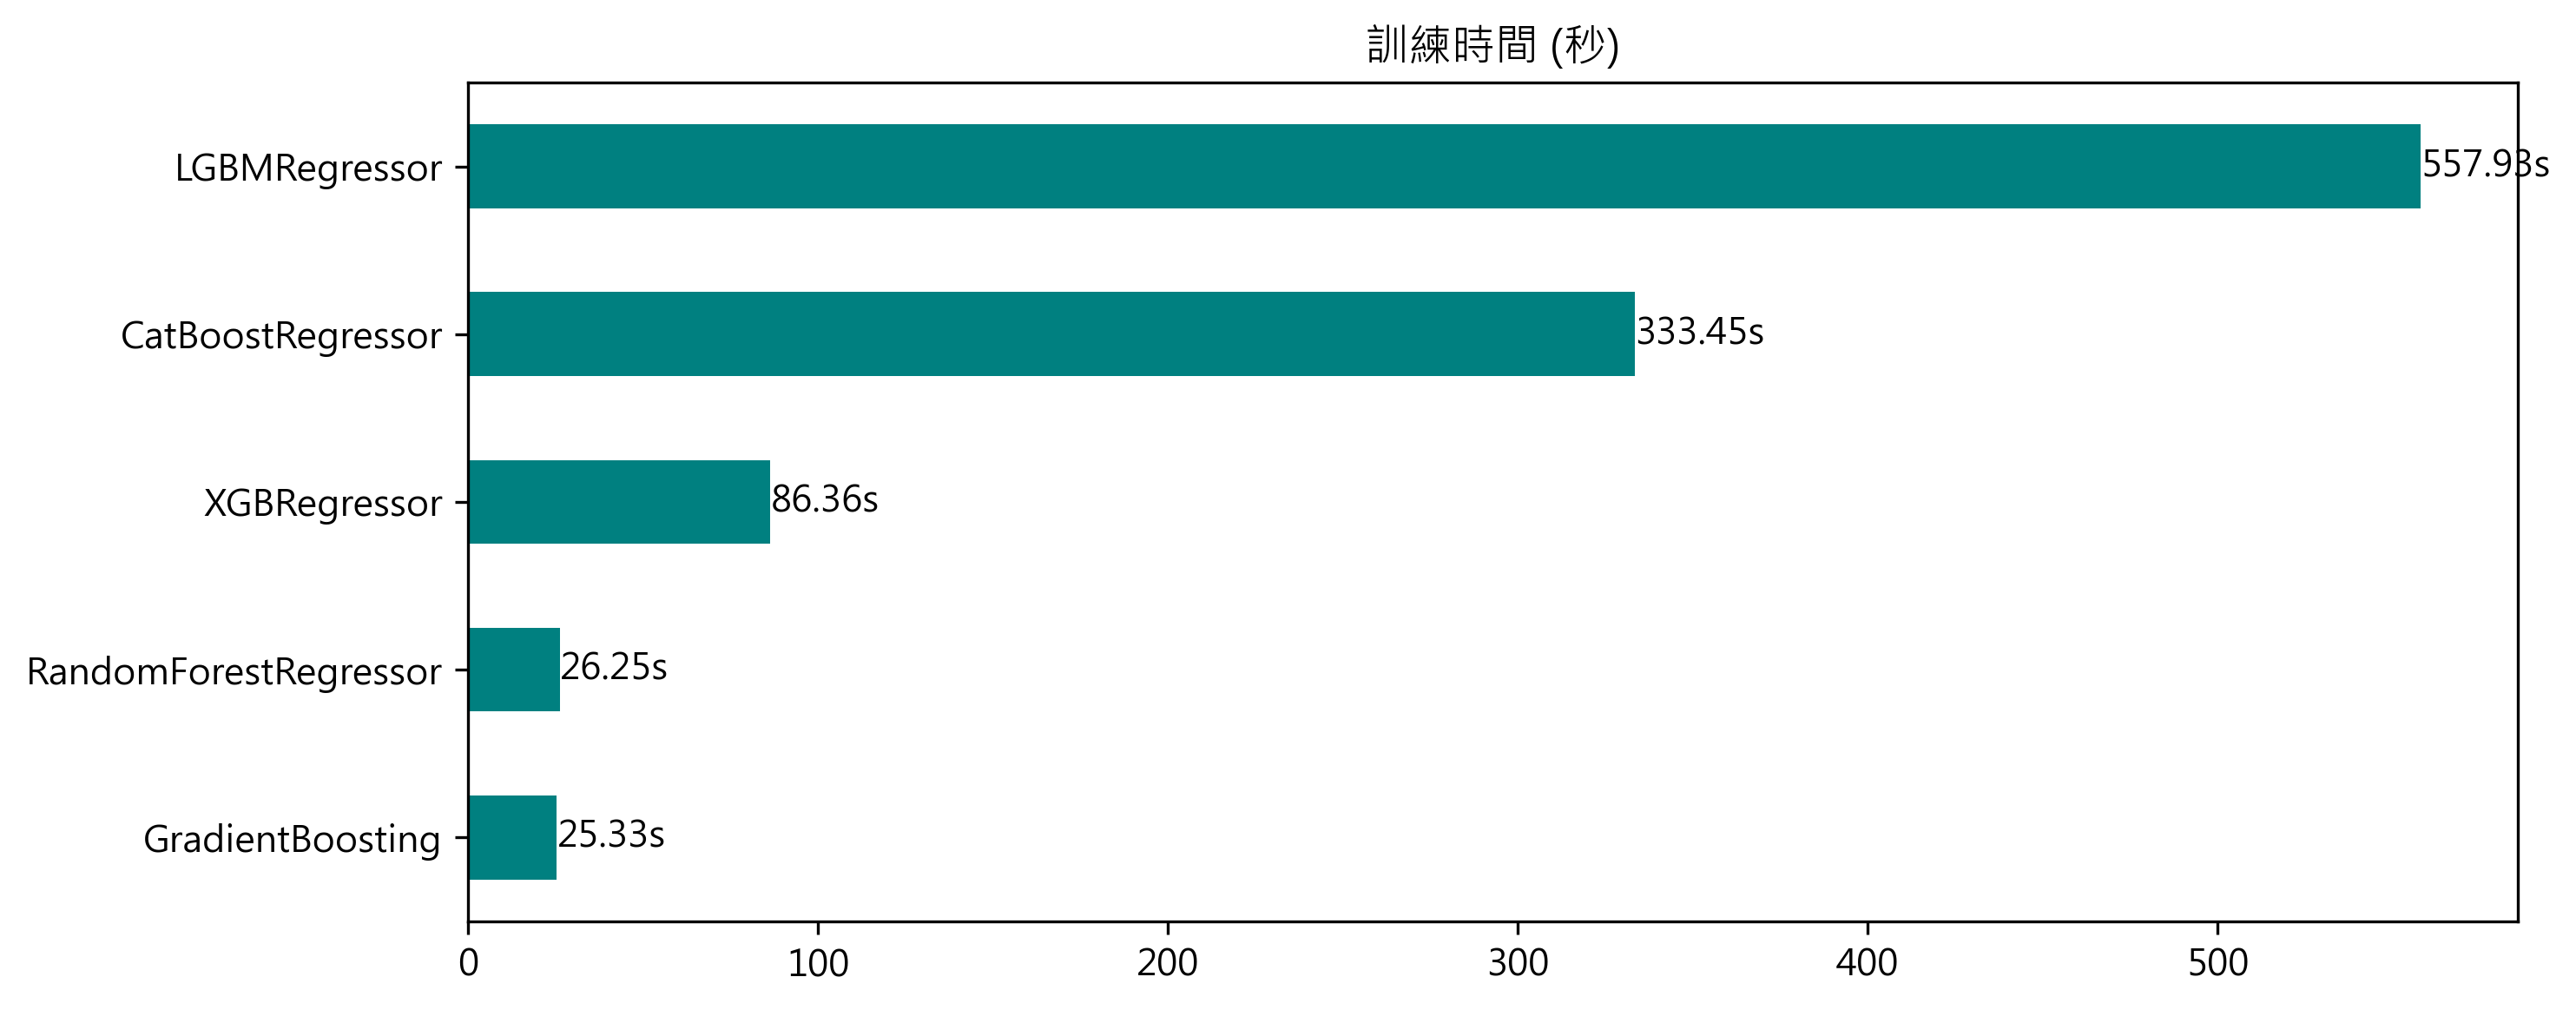 訓練時間 (秒)
LGBMRegressor 557.93s
CatBoostRegressor 333.45s
XGBRegressor 86.36s
RandomForestRegressor 26.25s
GradientBoosting 25.33s
0 100 200 300 400 500